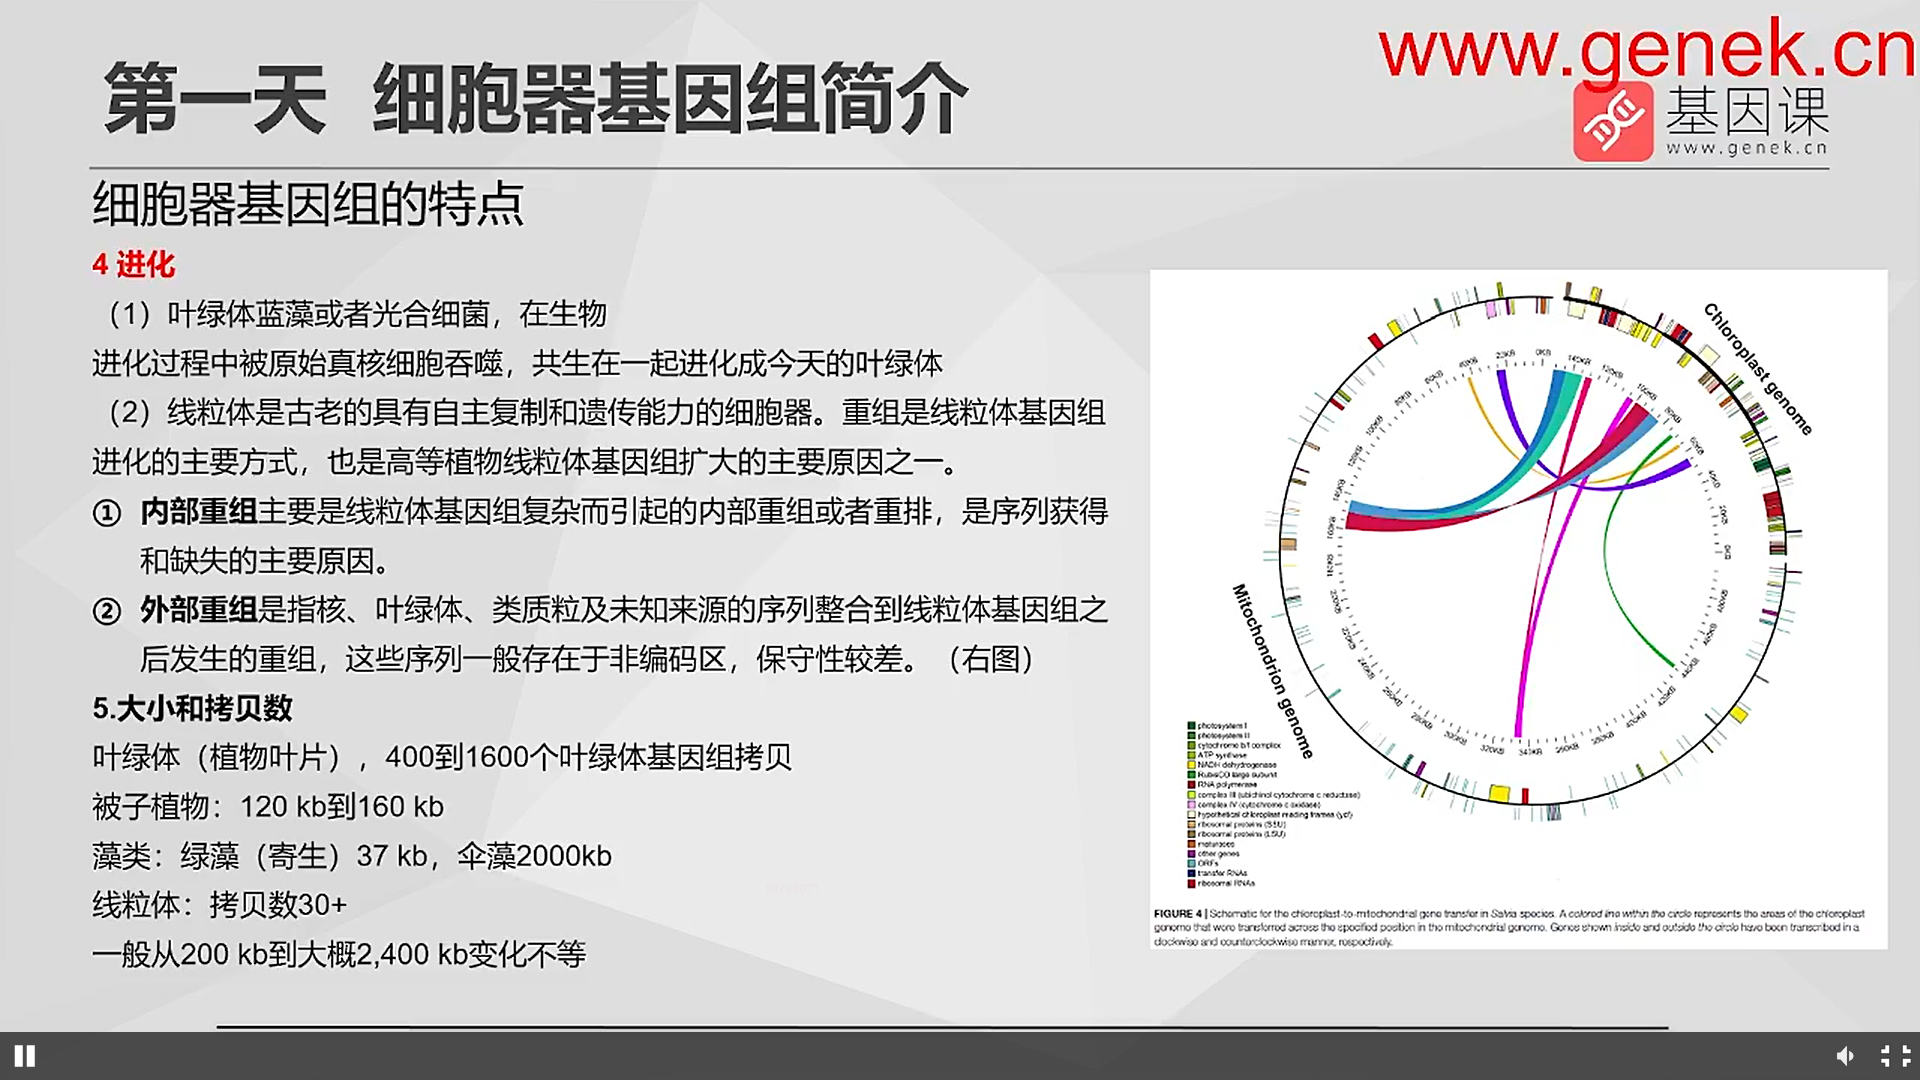 www.genek.cn
第一天 细胞器基因组简介
基因课
www.genek.cn
细胞器基因组的特点
4 进化
（1）叶绿体蓝藻或者光合细菌，在生物
进化过程中被原始真核细胞吞噬，共生在一起进化成今天的叶绿体
（2）线粒体是古老的具有自主复制和遗传能力的细胞器。重组是线粒体基因组
进化的主要方式，也是高等植物线粒体基因组扩大的主要原因之一。
① 内部重组主要是线粒体基因组复杂而引起的内部重组或者重排，是序列获得
和缺失的主要原因。
② 外部重组是指核、叶绿体、类质粒及未知来源的序列整合到线粒体基因组之
后发生的重组，这些序列一般存在于非编码区，保守性较差。（右图）
5.大小和拷贝数
叶绿体（植物叶片），400到1600个叶绿体基因组拷贝
被子植物：120 kb到160 kb
藻类：绿藻（寄生）37 kb，伞藻2000kb
线粒体：拷贝数30+
一般从200 kb到大概2,400 kb变化不等
Chloroplast genome
Mitochondrion genome
photosystem I
photosystem II
cytochrome b/f complex
ATP synthase
NADH dehydrogenase
RubisCO large subunit
RNA polymerase
complex III (ubichinol cytochrome c reductase)
complex IV (cytochrome c oxidase)
hypothetical chloroplast reading frames (ycf)
ribosomal proteins (SSU)
ribosomal proteins (LSU)
maturases
other genes
ORFs
transfer RNAs
ribosomal RNAs
FIGURE 4 | Schematic for the chloroplast-to-mitochondrial gene transfer in Salvia species. A colored line within the circle represents the areas of the chloroplast
genome that were transferred across the specified position in the mitochondrial genome. Genes shown inside and outside the circle have been transcribed in a
clockwise and counterclockwise manner, respectively.